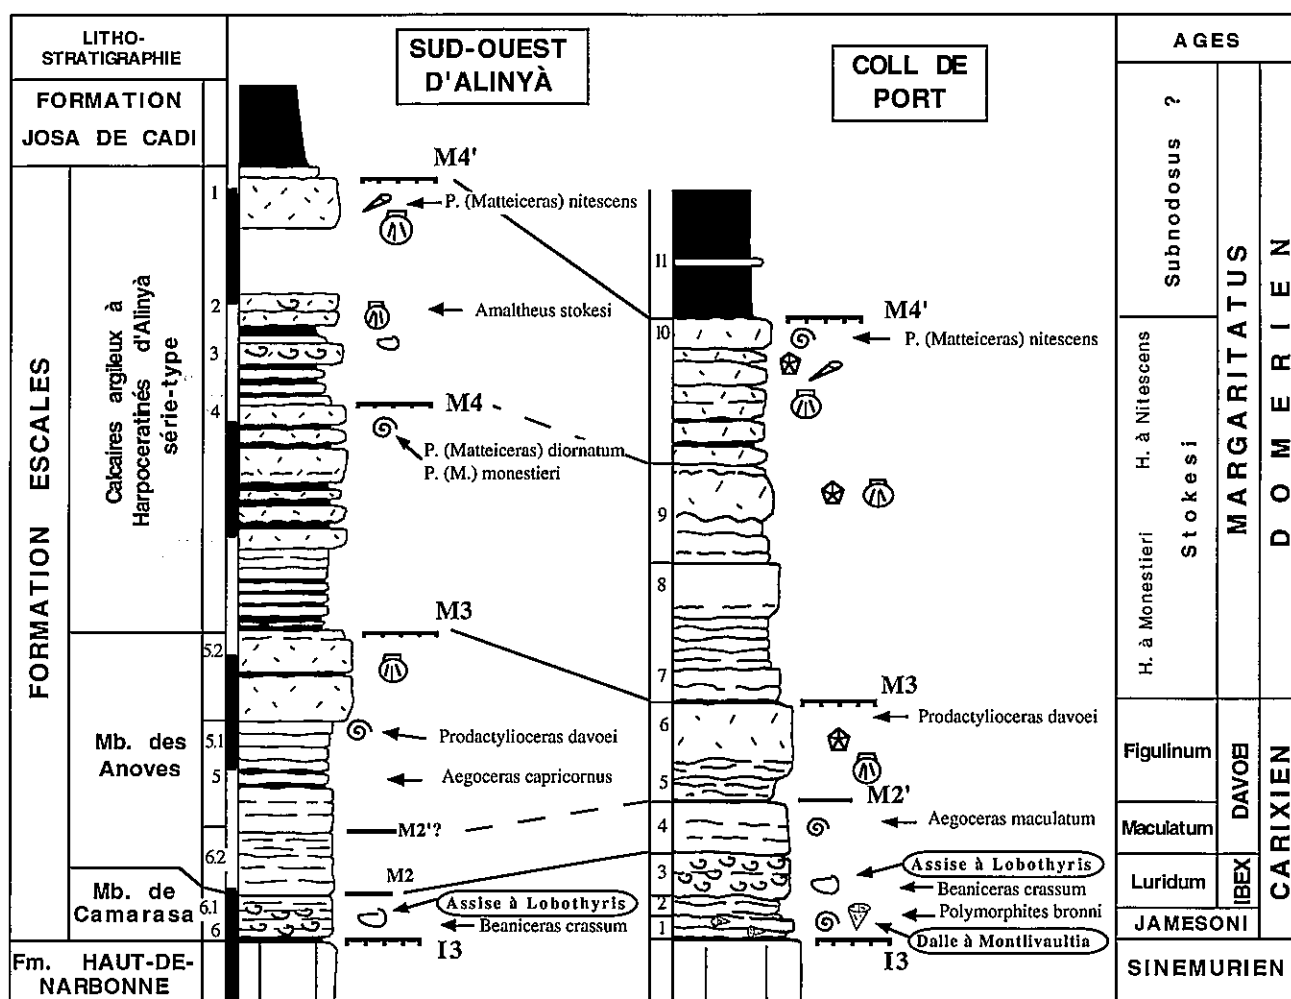 LITHO-
STRATIGRAPHIE
FORMATION
JOSA DE CADI
FORMATION ESCALES
Calcaires argileux à
Harpoceratinés d'Alinyà
série-type
Mb. des
Anoves
Mb. de
Camarasa
Fm. HAUT-DE-
NARBONNE
1
2
3
4
5.2
5.1
5
6.2
6.1
6
SUD-OUEST
D'ALINYÀ
M4'
P. (Matteiceras) nitescens
Amaltheus stokesi
M4
P. (Matteiceras) diornatum
P. (M.) monestieri
M3
Prodactylioceras davoei
Aegoceras capricornus
M2'?
M2
Assise à Lobothyris
Beaniceras crassum
I3
COLL DE
PORT
11
10
9
8
7
6
5
4
3
2
1
M4'
P. (Matteiceras) nitescens
M3
Prodactylioceras davoei
M2'
Aegoceras maculatum
Assise à Lobothyris
Beaniceras crassum
Polymorphites bronni
Dalle à Montlivaultia
I3
AGES
Subnodosus ?
H. à Nitescens
H. à Monestieri
Stokesi
MARGARITATUS
DOMERIEN
Figulinum
Maculatum
DAVOEI
Luridum
IBEX
JAMESONI
CARIXIEN
SINEMURIEN